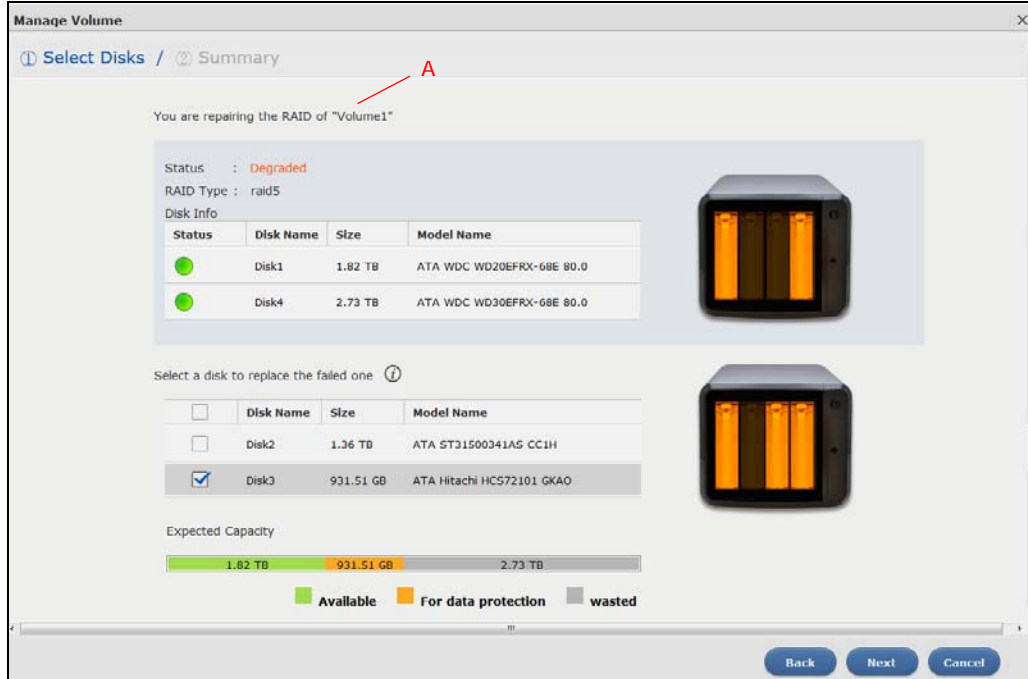 Manage Volume X
① Select Disks / ② Summary
A
You are repairing the RAID of "Volume1"
Status : Degraded
RAID Type : raid5
Disk Info
Status Disk Name Size Model Name
Disk1 1.82 TB ATA WDC WD20EFRX-68E 80.0
Disk4 2.73 TB ATA WDC WD30EFRX-68E 80.0
Select a disk to replace the failed one i
Disk Name Size Model Name
Disk2 1.36 TB ATA ST31500341AS CC1H
Disk3 931.51 GB ATA Hitachi HCS72101 GKAO
Expected Capacity
1.82 TB 931.51 GB 2.73 TB
Available For data protection wasted
Back Next Cancel